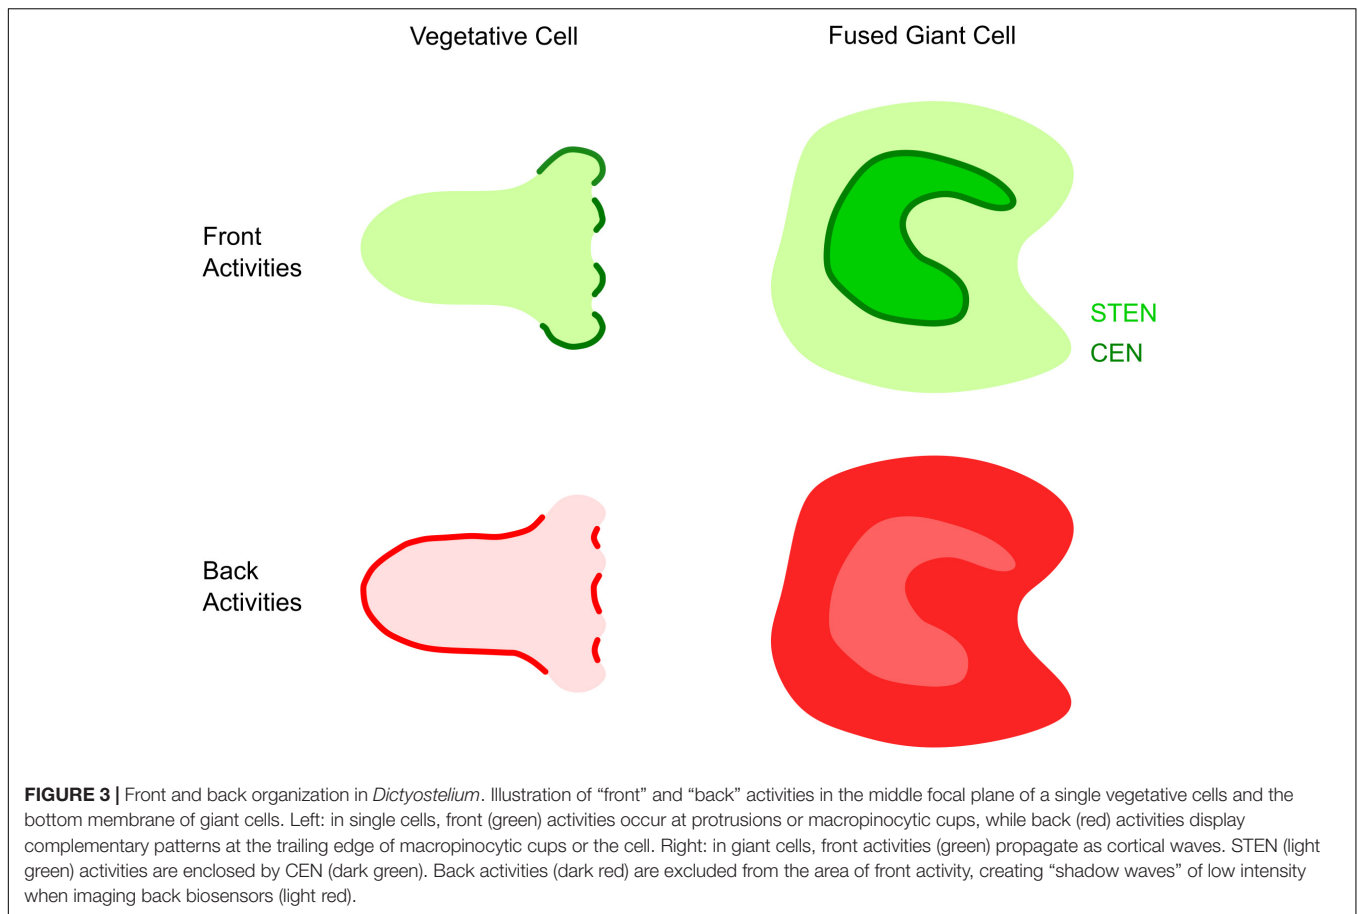 Vegetative Cell
Fused Giant Cell
Front
Activities
STEN
CEN
Back
Activities
FIGURE 3 | Front and back organization in Dictyostelium. Illustration of “front” and “back” activities in the middle focal plane of a single vegetative cells and the
bottom membrane of giant cells. Left: in single cells, front (green) activities occur at protrusions or macropinocytic cups, while back (red) activities display
complementary patterns at the trailing edge of macropinocytic cups or the cell. Right: in giant cells, front activities (green) propagate as cortical waves. STEN (light
green) activities are enclosed by CEN (dark green). Back activities (dark red) are excluded from the area of front activity, creating “shadow waves” of low intensity
when imaging back biosensors (light red).